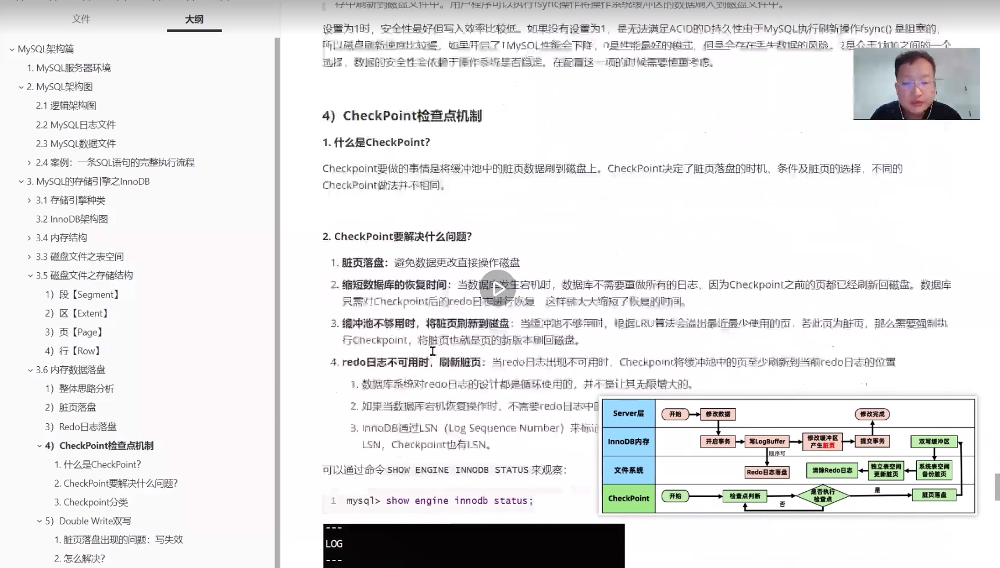 文件
大纲
MySQL架构篇
1. MySQL服务器环境
2. MySQL架构图
2.1 逻辑架构图
2.2 MySQL日志文件
2.3 MySQL数据文件
2.4 案例：一条SQL语句的完整执行流程
3. MySQL的存储引擎之InnoDB
3.1 存储引擎种类
3.2 InnoDB架构图
3.4 内存结构
3.3 磁盘文件之表空间
3.5 磁盘文件之存储结构
1）段【Segment】
2）区【Extent】
3）页【Page】
4）行【Row】
3.6 内存数据落盘
1）整体思路分析
2）脏页落盘
3）Redo日志落盘
4）CheckPoint检查点机制
1. 什么是CheckPoint?
2. CheckPoint要解决什么问题?
3. Checkpoint分类
5）Double Write双写
1. 脏页落盘出现的问题：写失效
2. 怎么解决?
存中刷新到磁盘文件中。用户程序可以执行fsync操作将操作系统缓冲区的数据刷入到磁盘文件中。
设置为1时，安全性最好但写入效率比较低。如果没有设置为1，是无法满足ACID的D持久性由于MySQL执行刷新操作fsync() 是阻塞的，
所以磁盘刷新速度比较慢，如果开启了1MySQL性能会下降，0是性能最好的模式，但是会存在丢失数据的风险。2是介于1和0之间的一个
选择，数据的安全性会依赖于操作系统是否稳定。在配置这一项的时候需要慎重考虑。
4）CheckPoint检查点机制
1. 什么是CheckPoint?
Checkpoint要做的事情是将缓冲池中的脏页数据刷到磁盘上。CheckPoint决定了脏页落盘的时机、条件及脏页的选择，不同的
CheckPoint做法并不相同。
2. CheckPoint要解决什么问题?
1. 脏页落盘：避免数据更改直接操作磁盘
2. 缩短数据库的恢复时间：当数据库发生宕机时，数据库不需要重做所有的日志，因为Checkpoint之前的页都已经刷新回磁盘。数据库
只需对Checkpoint后的redo日志进行恢复，这样就大大缩短了恢复的时间。
3. 缓冲池不够用时，将脏页刷新到磁盘：当缓冲池不够用时，根据LRU算法会溢出最近最少使用的页，若此页为脏页，那么需要强制执
行Checkpoint，将脏页也就是页的新版本刷回磁盘。
4. redo日志不可用时，刷新脏页：当redo日志出现不可用时，Checkpoint将缓冲池中的页至少刷新到当前redo日志的位置
1. 数据库系统对redo日志的设计都是循环使用的，并不是让其无限增大的。
2. 如果当数据库宕机恢复操作时，不需要redo日志中的
3. InnoDB通过LSN（Log Sequence Number）来标记
LSN，Checkpoint也有LSN。
可以通过命令 SHOW ENGINE INNODB STATUS 来观察：
1 mysql> show engine innodb status;
---
LOG
---
Server层
开始
修改数据
修改完成
InnoDB内存
开启事务
写LogBuffer
修改缓冲区
产生脏页
提交事务
双写缓冲区
顺序写
文件系统
Redo日志落盘
清除Redo日志
独立表空间
更新脏页
系统表空间
备份脏页
CheckPoint
开始
检查点判断
是否执行
检查点
是
否
脏页落盘